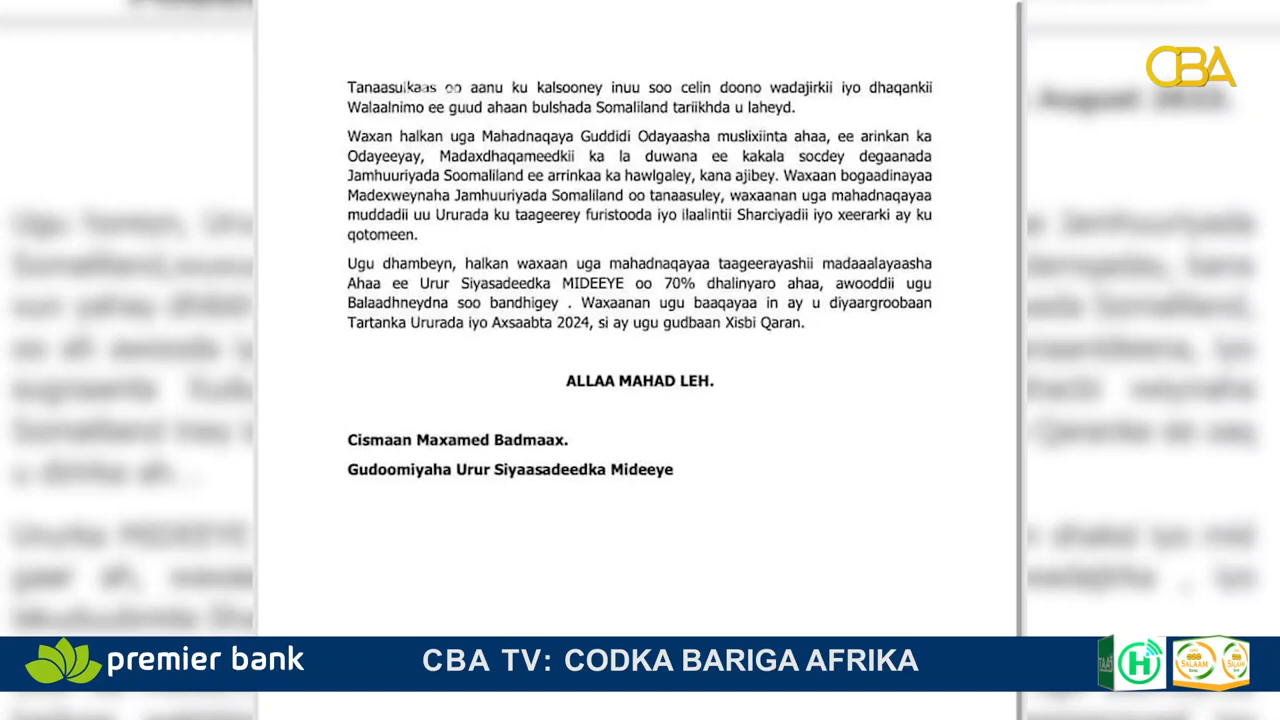 CBA
Tanaasulkaas oo aanu ku kalsooney inuu soo celin doono wadajirkii iyo dhaqankii
Walaalnimo ee guud ahaan bulshada Somaliland tariikhda u laheyd.
Waxan halkan uga Mahadnaqaya Guddidi Odayaasha muslixiinta ahaa, ee arinkan ka
Odayeeyay, Madaxdhaqameedkii ka la duwana ee kakala socdey degaanada
Jamhuuriyada Soomaliland ee arrinkaa ka hawlgaley, kana ajibey. Waxaan bogaadinayaa
Madexweynaha Jamhuuriyada Somaliland oo tanaasuley, waxaanan uga mahadnaqayaa
muddadii uu Ururada ku taageerey furistooda iyo ilaalintii Sharciyadii iyo xeerarki ay ku
qotomeen.
Ugu dhambeyn, halkan waxaan uga mahadnaqayaa taageerayashii madaaalayaasha
Ahaa ee Urur Siyasadeedka MIDEEYE oo 70% dhalinyaro ahaa, awooddii ugu
Balaadhneydna soo bandhigey . Waxaanan ugu baaqayaa in ay u diyaargroobaan
Tartanka Ururada iyo Axsaabta 2024, si ay ugu gudbaan Xisbi Qaran.
ALLAA MAHAD LEH.
Cismaan Maxamed Badmaax.
Gudoomiyaha Urur Siyaasadeedka Mideeye
premier bank
CBA TV: CODKA BARIGA AFRIKA
TAAJ
H
SALAAM
SALAAM